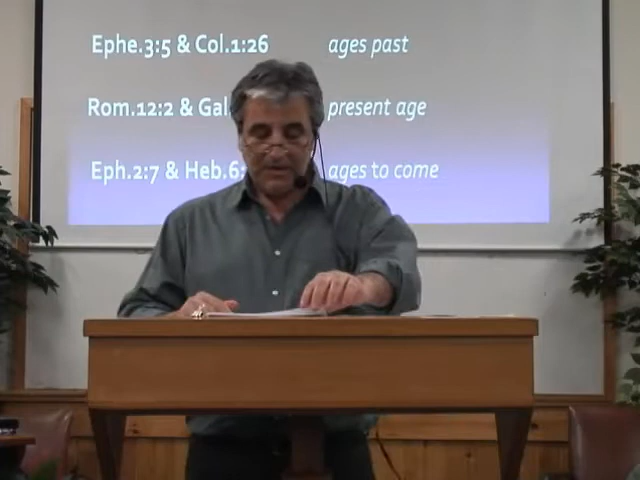 Ephe.3:5 & Col.1:26 ages past
Rom.12:2 & Gal. present age
Eph.2:7 & Heb.6: ages to come